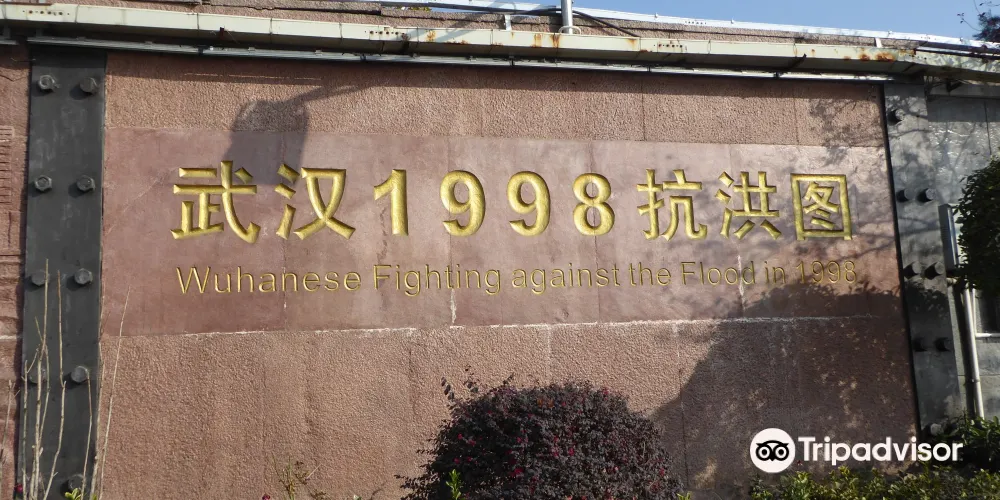 武汉1998抗洪图
Wuhanese Fighting against the Flood in 1998
Tripadvisor